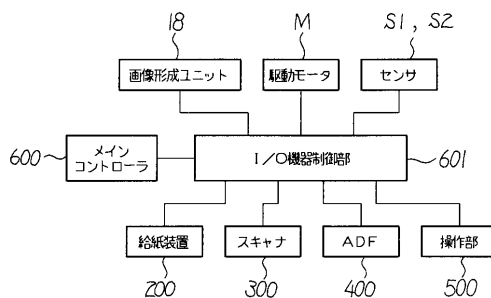 18
M
S1, S2
画像形成ユニット
駆動モータ
センサ
600
メイン
コントローラ
I/O機器制御部
601
給紙装置
スキャナ
ADF
操作部
200
300
400
500